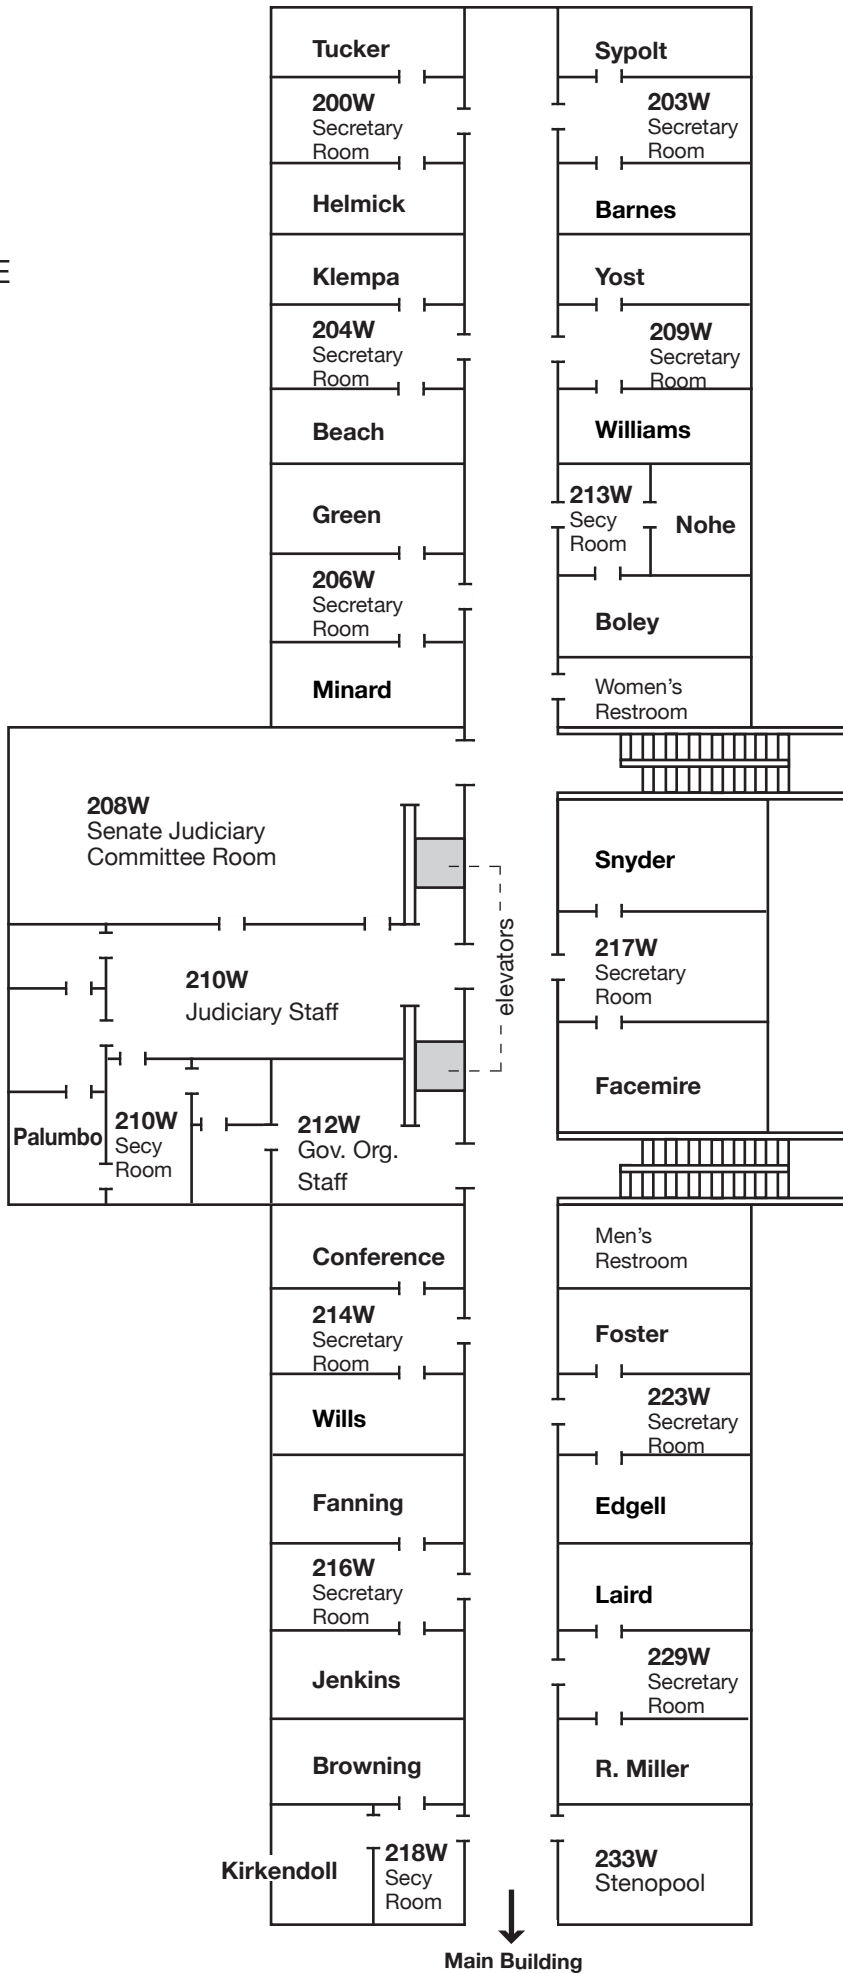 Tucker
200W
Secretary
Room
Helmick
E
Klempa
204W
Secretary
Room
Beach
Green
206W
Secretary
Room
Minard
Sypolt
203W
Secretary
Room
Barnes
Yost
209W
Secretary
Room
Williams
213W
Secy
Room
Nohe
Boley
Women's
Restroom
208W
Senate Judiciary
Committee Room
210W
Judiciary Staff
elevators
Snyder
217W
Secretary
Room
Facemire
Palumbo
210W
Secy
Room
212W
Gov. Org.
Staff
Conference
214W
Secretary
Room
Wills
Fanning
216W
Secretary
Room
Jenkins
Browning
Kirkendoll
218W
Secy
Room
Men's
Restroom
Foster
223W
Secretary
Room
Edgell
Laird
229W
Secretary
Room
R. Miller
233W
Stenopool
Main Building